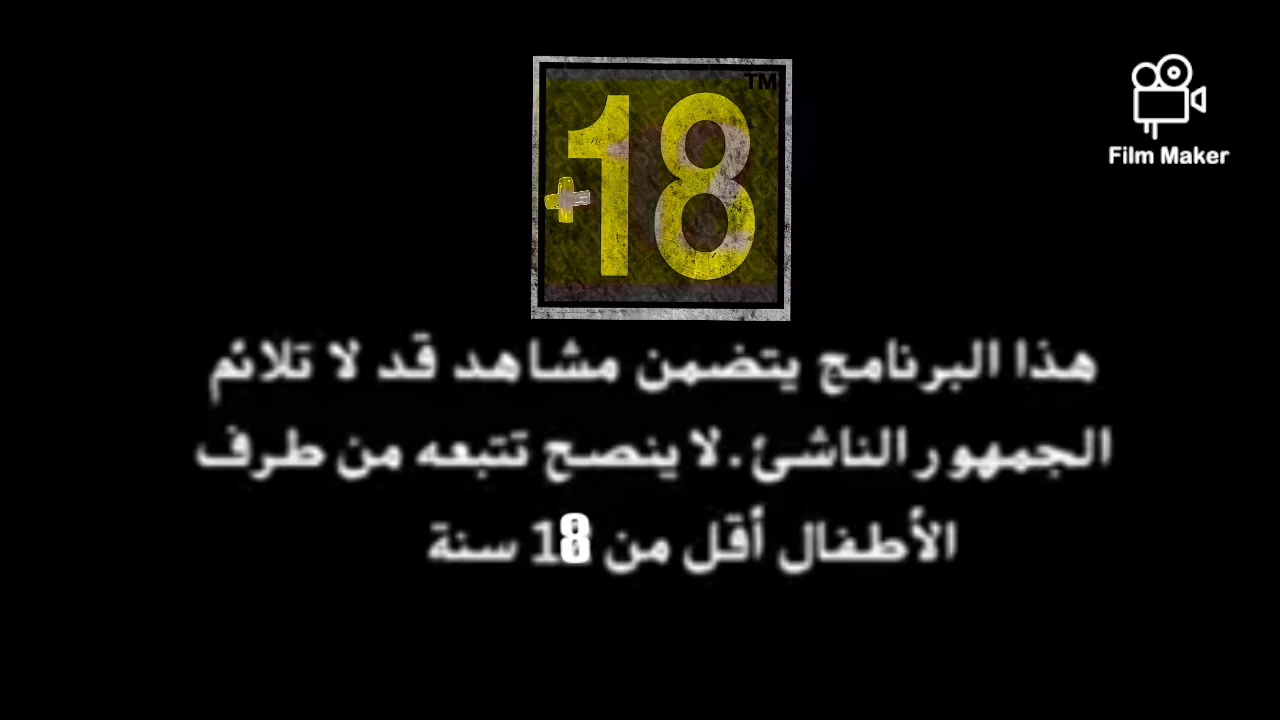 +18
TM
Film Maker
هذا البرنامج يتضمن مشاهد قد لا تلائم
الجمهور الناشئ. لا ينصح تتبعه من طرف
الأطفال أقل من 18 سنة